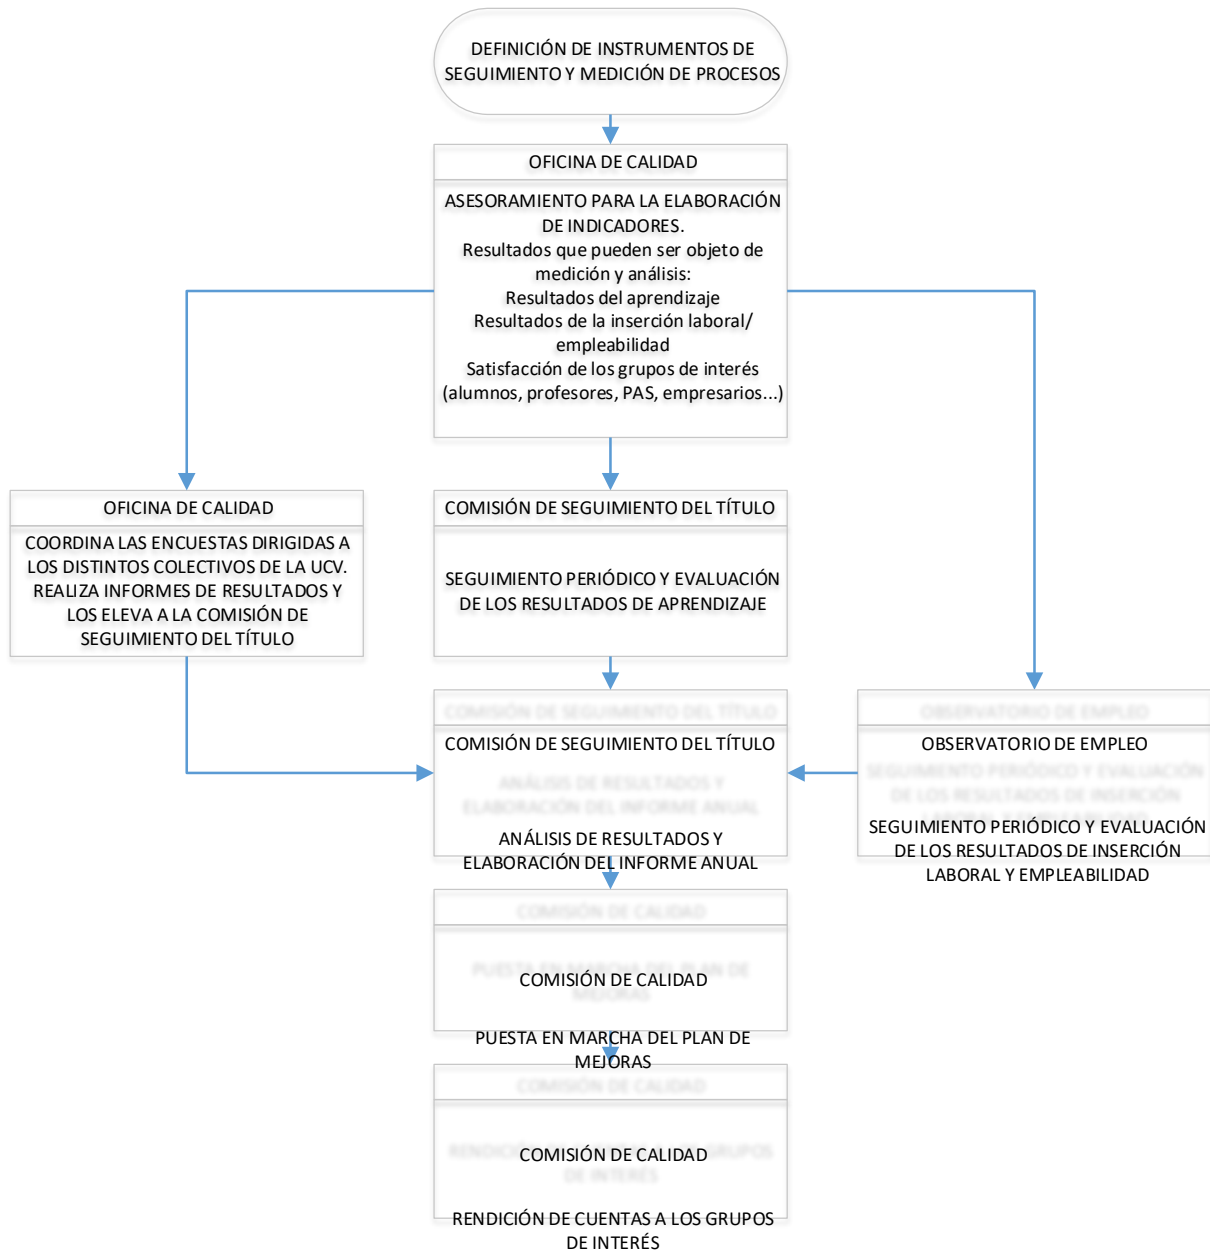 DEFINICIÓN DE INSTRUMENTOS DE
SEGUIMIENTO Y MEDICIÓN DE PROCESOS
OFICINA DE CALIDAD
ASESORAMIENTO PARA LA ELABORACIÓN
DE INDICADORES.
Resultados que pueden ser objeto de
medición y análisis:
Resultados del aprendizaje
Resultados de la inserción laboral/
empleabilidad
Satisfacción de los grupos de interés
(alumnos, profesores, PAS, empresarios...)
OFICINA DE CALIDAD
COORDINA LAS ENCUESTAS DIRIGIDAS A
LOS DISTINTOS COLECTIVOS DE LA UCV.
REALIZA INFORMES DE RESULTADOS Y
LOS ELEVA A LA COMISIÓN DE
SEGUIMIENTO DEL TÍTULO
COMISIÓN DE SEGUIMIENTO DEL TÍTULO
SEGUIMIENTO PERIÓDICO Y EVALUACIÓN
DE LOS RESULTADOS DE APRENDIZAJE
COMISIÓN DE SEGUIMIENTO DEL TÍTULO
ANÁLISIS DE RESULTADOS Y
ELABORACIÓN DEL INFORME ANUAL
OBSERVATORIO DE EMPLEO
SEGUIMIENTO PERIÓDICO Y EVALUACIÓN
DE LOS RESULTADOS DE INSERCIÓN
LABORAL Y EMPLEABILIDAD
COMISIÓN DE CALIDAD
PUESTA EN MARCHA DEL PLAN DE
MEJORAS
COMISIÓN DE CALIDAD
RENDICIÓN DE CUENTAS A LOS GRUPOS
DE INTERÉS